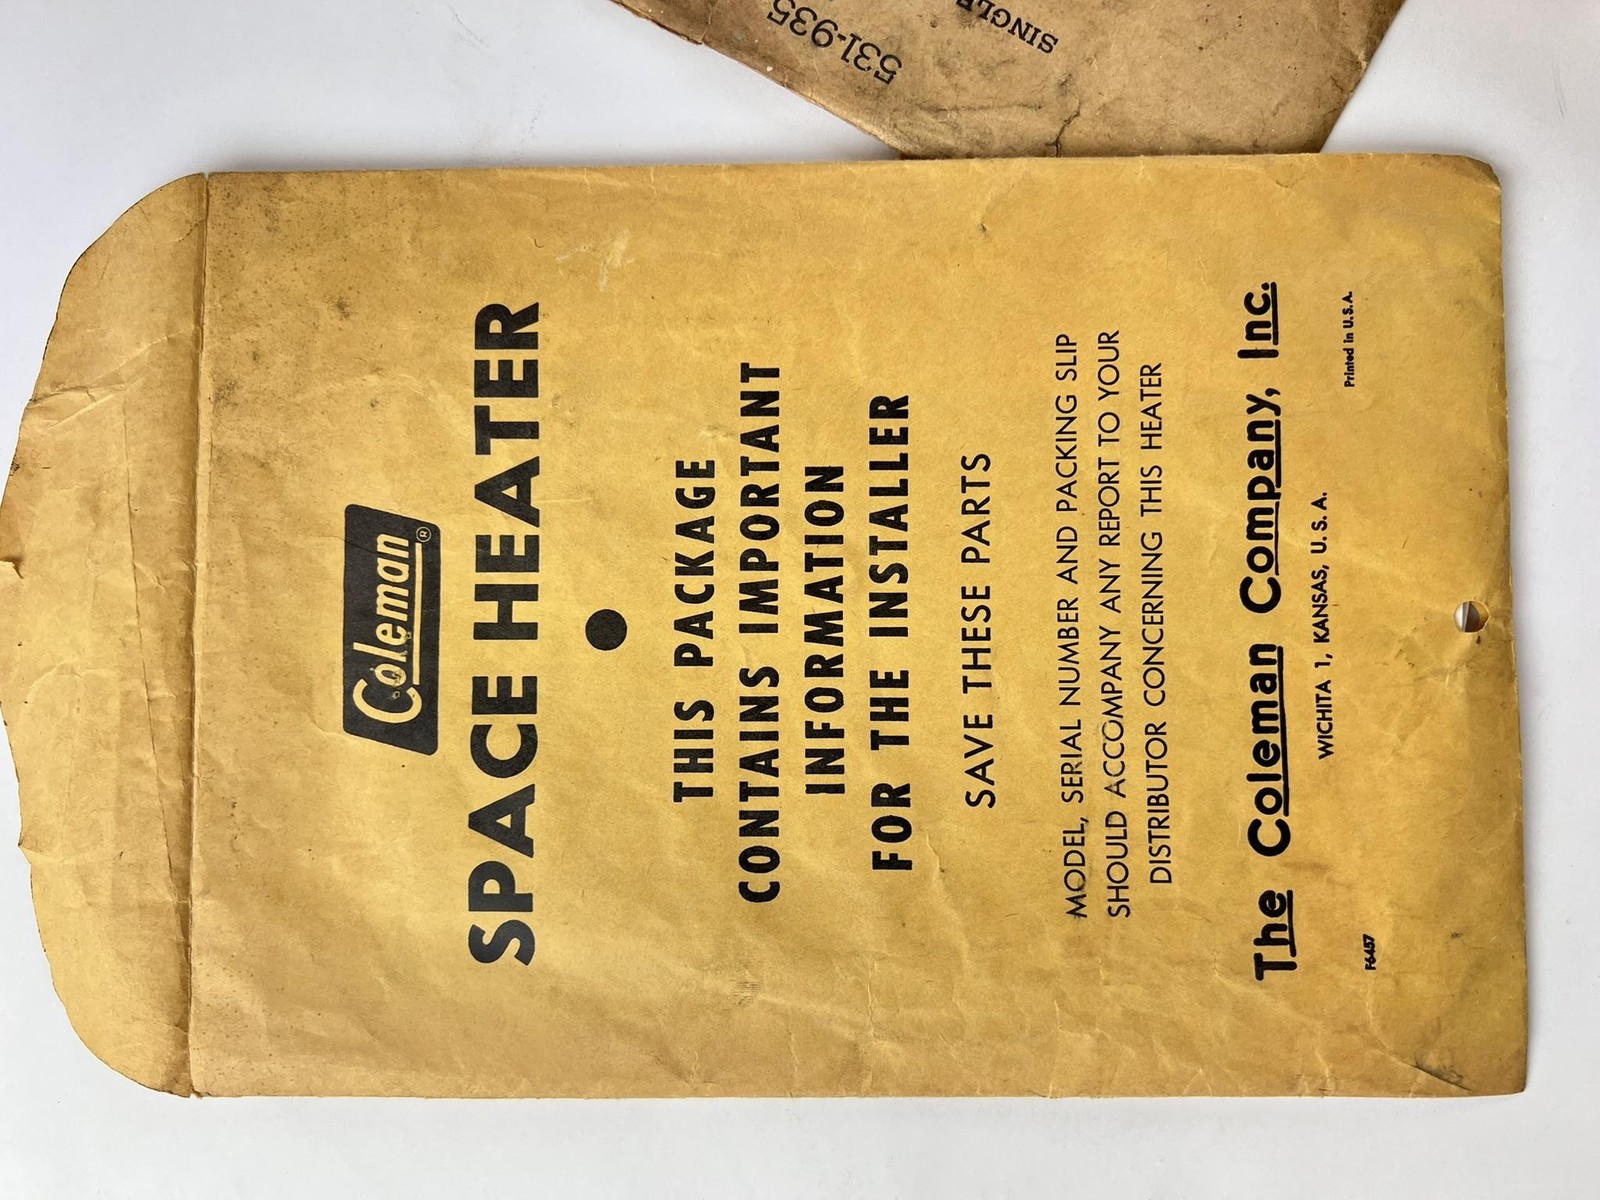 531-935
SINGLE
Coleman®
SPACE HEATER
THIS PACKAGE
CONTAINS IMPORTANT
INFORMATION
FOR THE INSTALLER
SAVE THESE PARTS
MODEL, SERIAL NUMBER AND PACKING SLIP
SHOULD ACCOMPANY ANY REPORT TO YOUR
DISTRIBUTOR CONCERNING THIS HEATER
The Coleman Company, Inc.
WICHITA 1, KANSAS, U. S. A.
F6457
Printed in U.S.A.